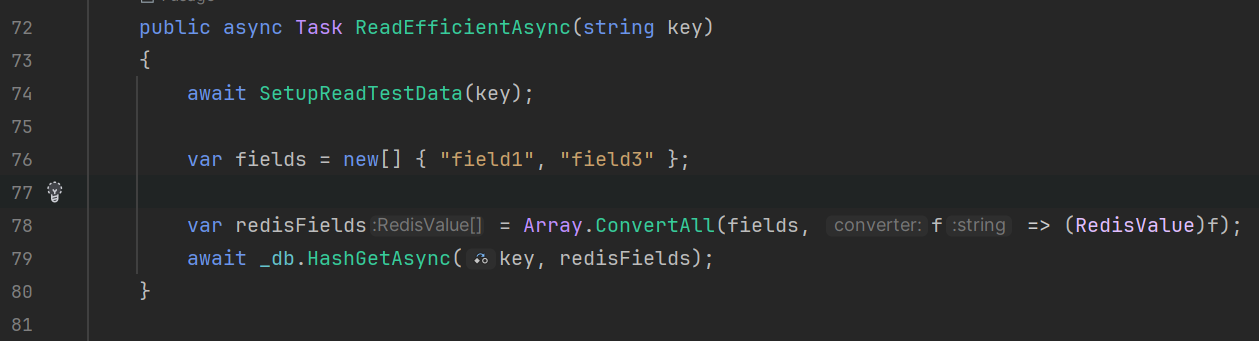 72 public async Task ReadEfficientAsync(string key)
73 {
74 await SetupReadTestData(key);
75
76 var fields = new[] { "field1", "field3" };
77
78 var redisFields :RedisValue[] = Array.ConvertAll(fields, converter: f :string => (RedisValue)f);
79 await _db.HashGetAsync( key, redisFields);
80 }
81